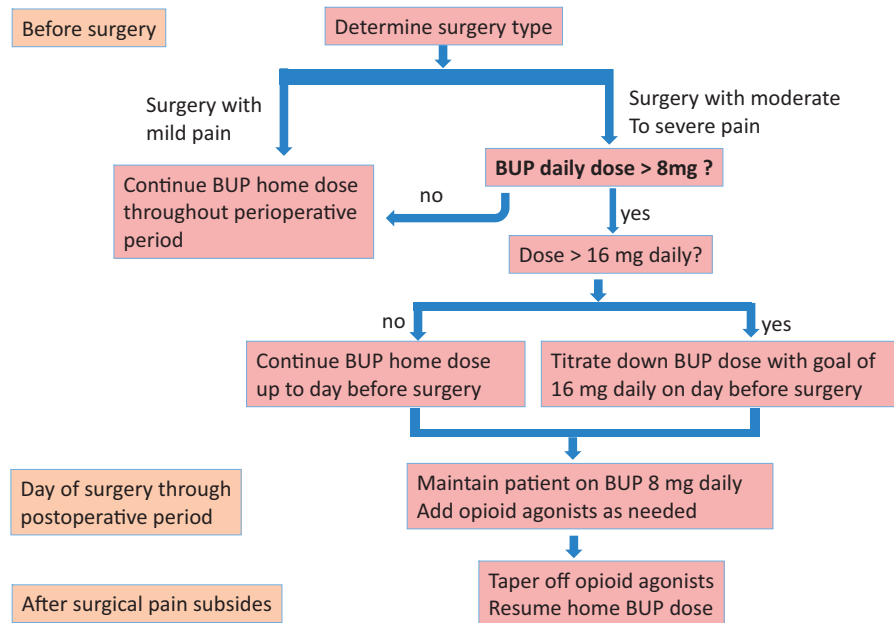 Before surgery
Determine surgery type
Surgery with
mild pain
Surgery with moderate
To severe pain
BUP daily dose > 8mg ?
Continue BUP home dose
throughout perioperative
period
no
yes
Dose > 16 mg daily?
no
yes
Continue BUP home dose
up to day before surgery
Titrate down BUP dose with goal of
16 mg daily on day before surgery
Day of surgery through
postoperative period
Maintain patient on BUP 8 mg daily
Add opioid agonists as needed
After surgical pain subsides
Taper off opioid agonists
Resume home BUP dose